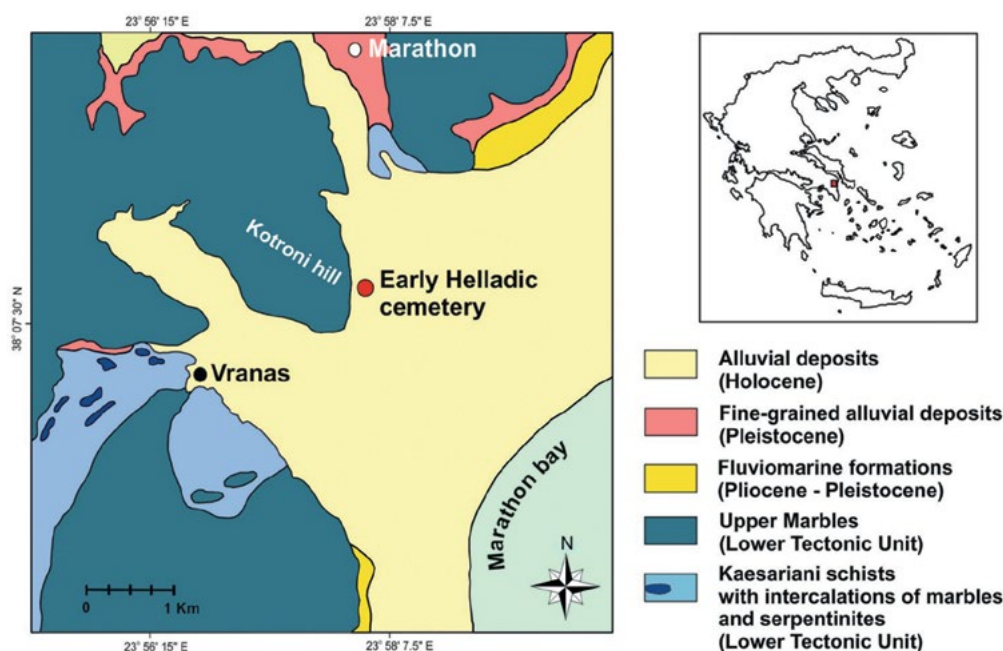 23° 56' 15" E
23° 58' 7.5" E
Marathon
Kotroni hill
Early Helladic
cemetery
38° 07' 30" N
Vranas
Marathon bay
N
0 1 Km
23° 56' 15" E
23° 58' 7.5" E
Alluvial deposits
(Holocene)
Fine-grained alluvial deposits
(Pleistocene)
Fluviomarine formations
(Pliocene - Pleistocene)
Upper Marbles
(Lower Tectonic Unit)
Kaesariani schists
with intercalations of marbles
and serpentinites
(Lower Tectonic Unit)